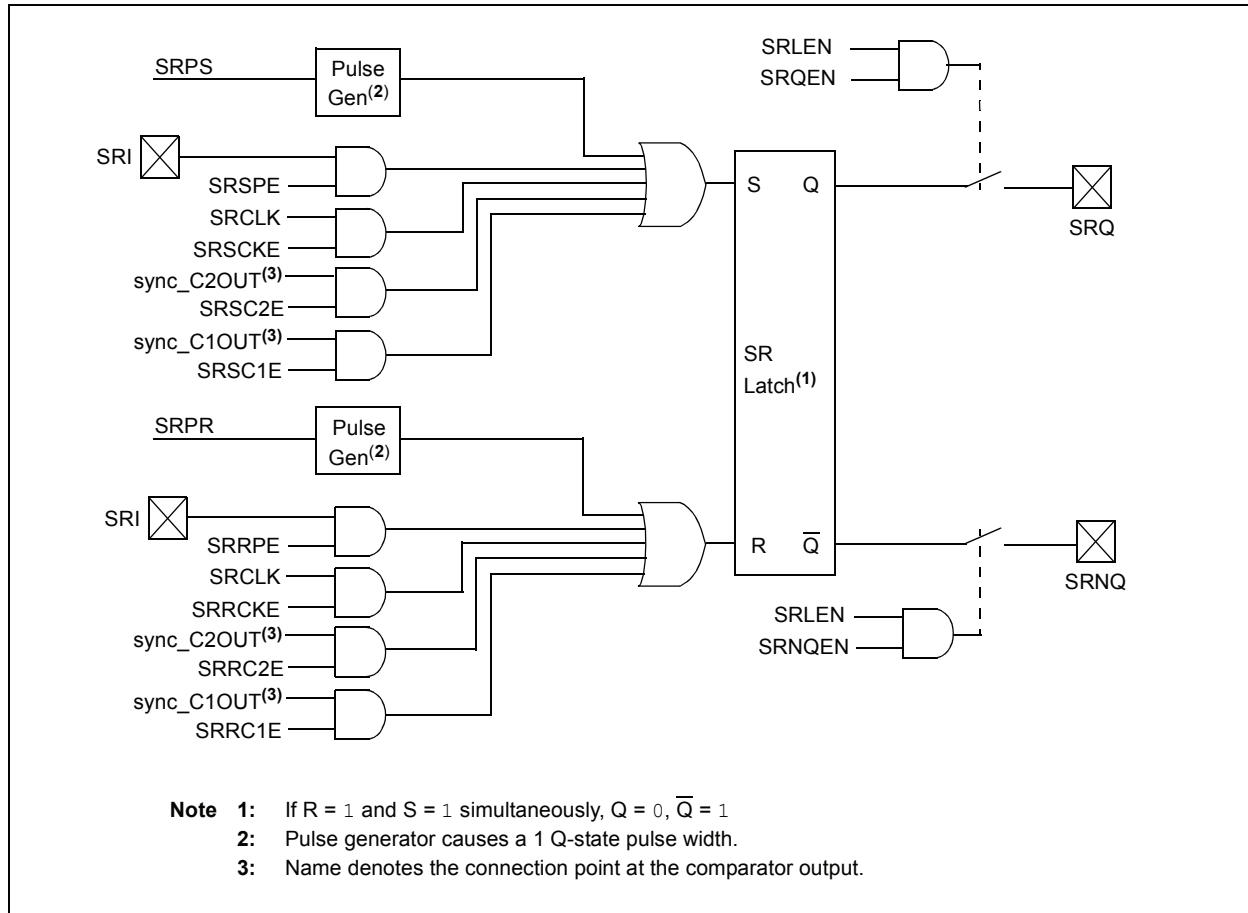 SRLEN
SRQEN
SRPS
Pulse
Gen(2)
SRI
SRSPE
SRCLK
SRSCKE
sync_C2OUT(3)
SRSC2E
sync_C1OUT(3)
SRSC1E
S Q
SRQ
SR
Latch(1)
SRPR
Pulse
Gen(2)
SRI
SRRPE
SRCLK
SRRCKE
sync_C2OUT(3)
SRRC2E
sync_C1OUT(3)
SRRC1E
R Q̅
SRNQ
SRLEN
SRNQEN
Note 1: If R = 1 and S = 1 simultaneously, Q = 0, Q̅ = 1
2: Pulse generator causes a 1 Q-state pulse width.
3: Name denotes the connection point at the comparator output.